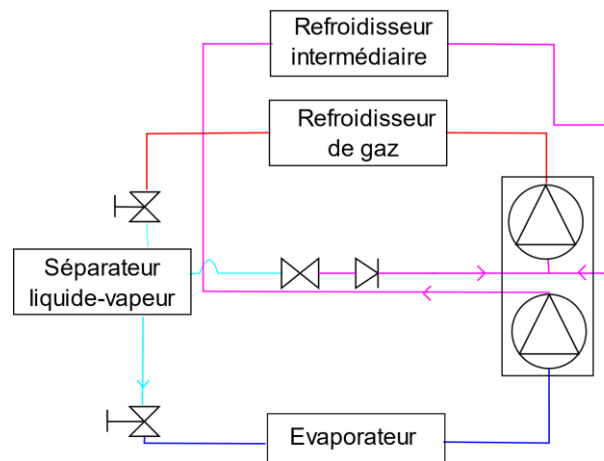 Refroidisseur
intermédiaire
Refroidisseur
de gaz
Séparateur
liquide-vapeur
Evaporateur